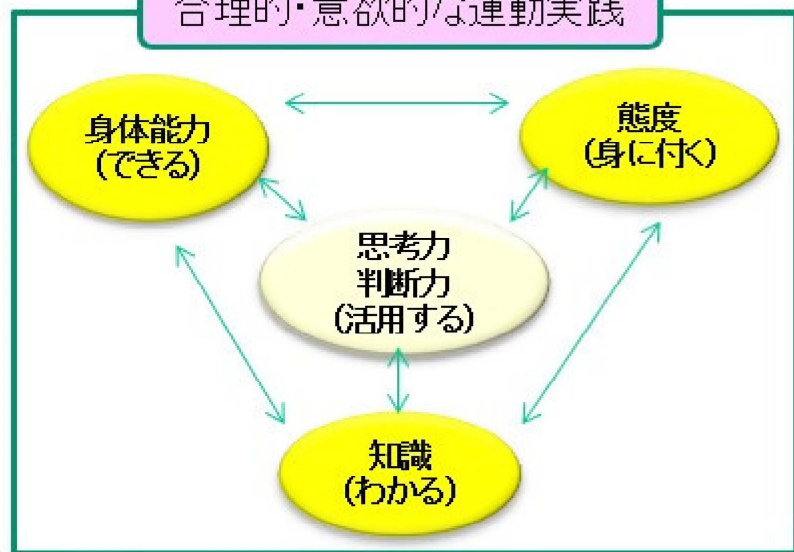 合理的・意欲的な運動実践
身体能力
(できる)
態度
(身に付く)
思考力
判断力
(活用する)
知識
(わかる)